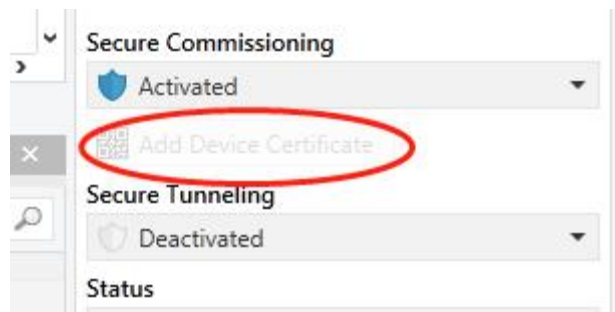 Secure Commissioning
Activated
Add Device Certificate
Secure Tunneling
Deactivated
Status